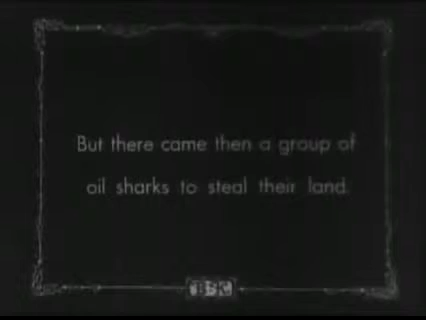 But there came then a group of
oil sharks to steal their land.
B&K